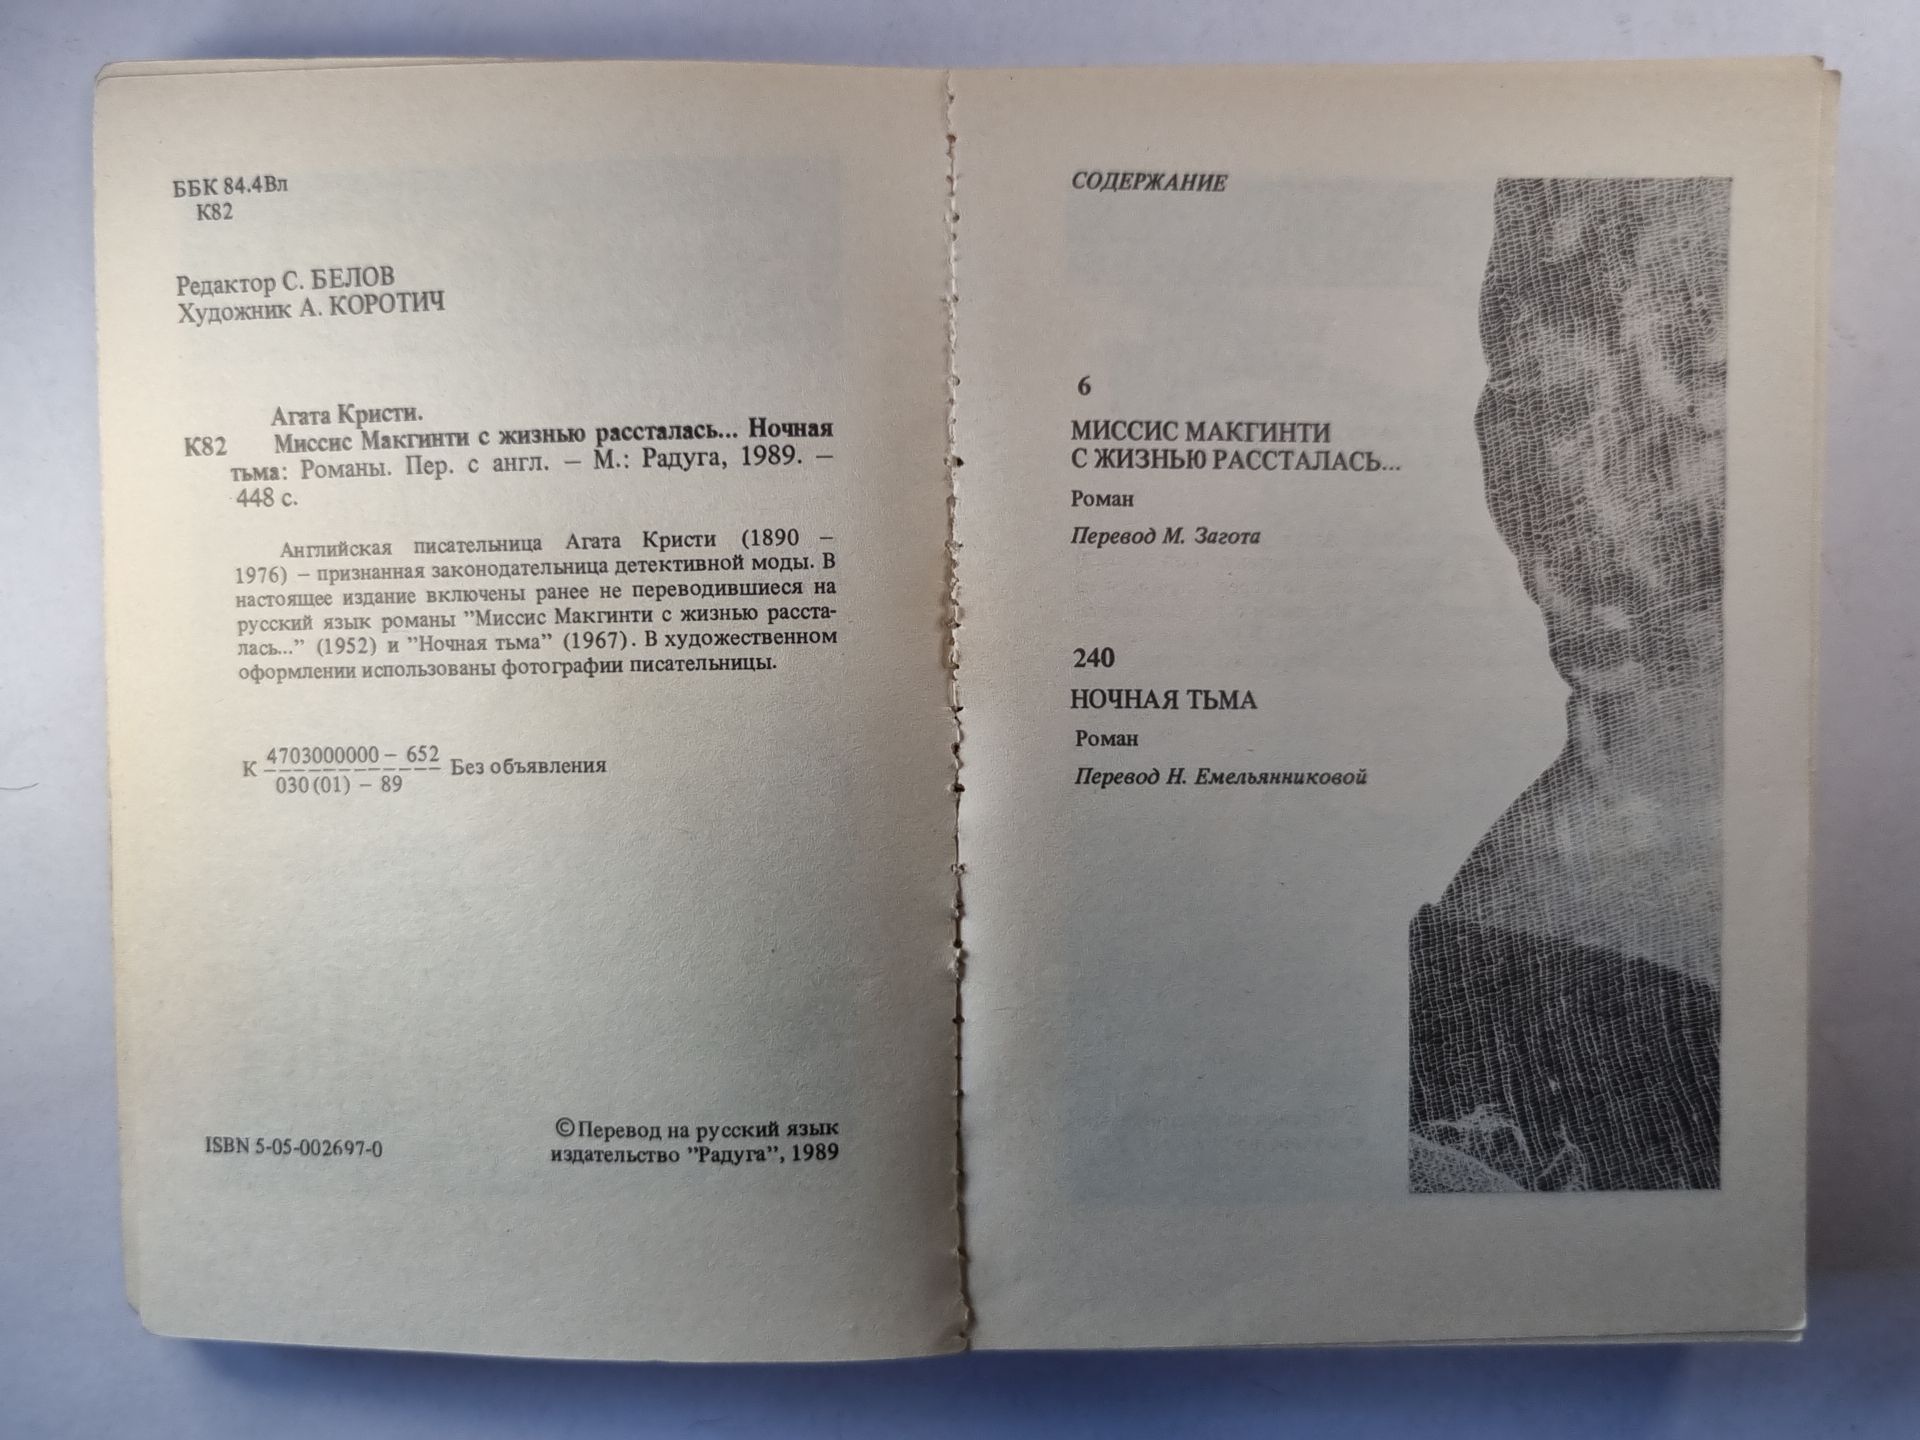 ББК 84.4Вл
К82
Редактор С. БЕЛОВ
Художник А. КОРОТИЧ
Агата Кристи.
К82 Миссис Макгинти с жизнью рассталась... Ночная
тьма: Романы. Пер. с англ. – М.: Радуга, 1989. –
448 с.
Английская писательница Агата Кристи (1890 –
1976) – признанная законодательница детективной моды. В
настоящее издание включены ранее не переводившиеся на
русский язык романы ”Миссис Макгинти с жизнью расста-
лась...” (1952) и ”Ночная тьма” (1967). В художественном
оформлении использованы фотографии писательницы.
4703000000 – 652
К ––––––––––––– Без объявления
030(01) – 89
ISBN 5-05-002697-0
© Перевод на русский язык
издательство ”Радуга”, 1989
СОДЕРЖАНИЕ
6
МИССИС МАКГИНТИ
С ЖИЗНЬЮ РАССТАЛАСЬ...
Роман
Перевод М. Загота
240
НОЧНАЯ ТЬМА
Роман
Перевод Н. Емельянниковой